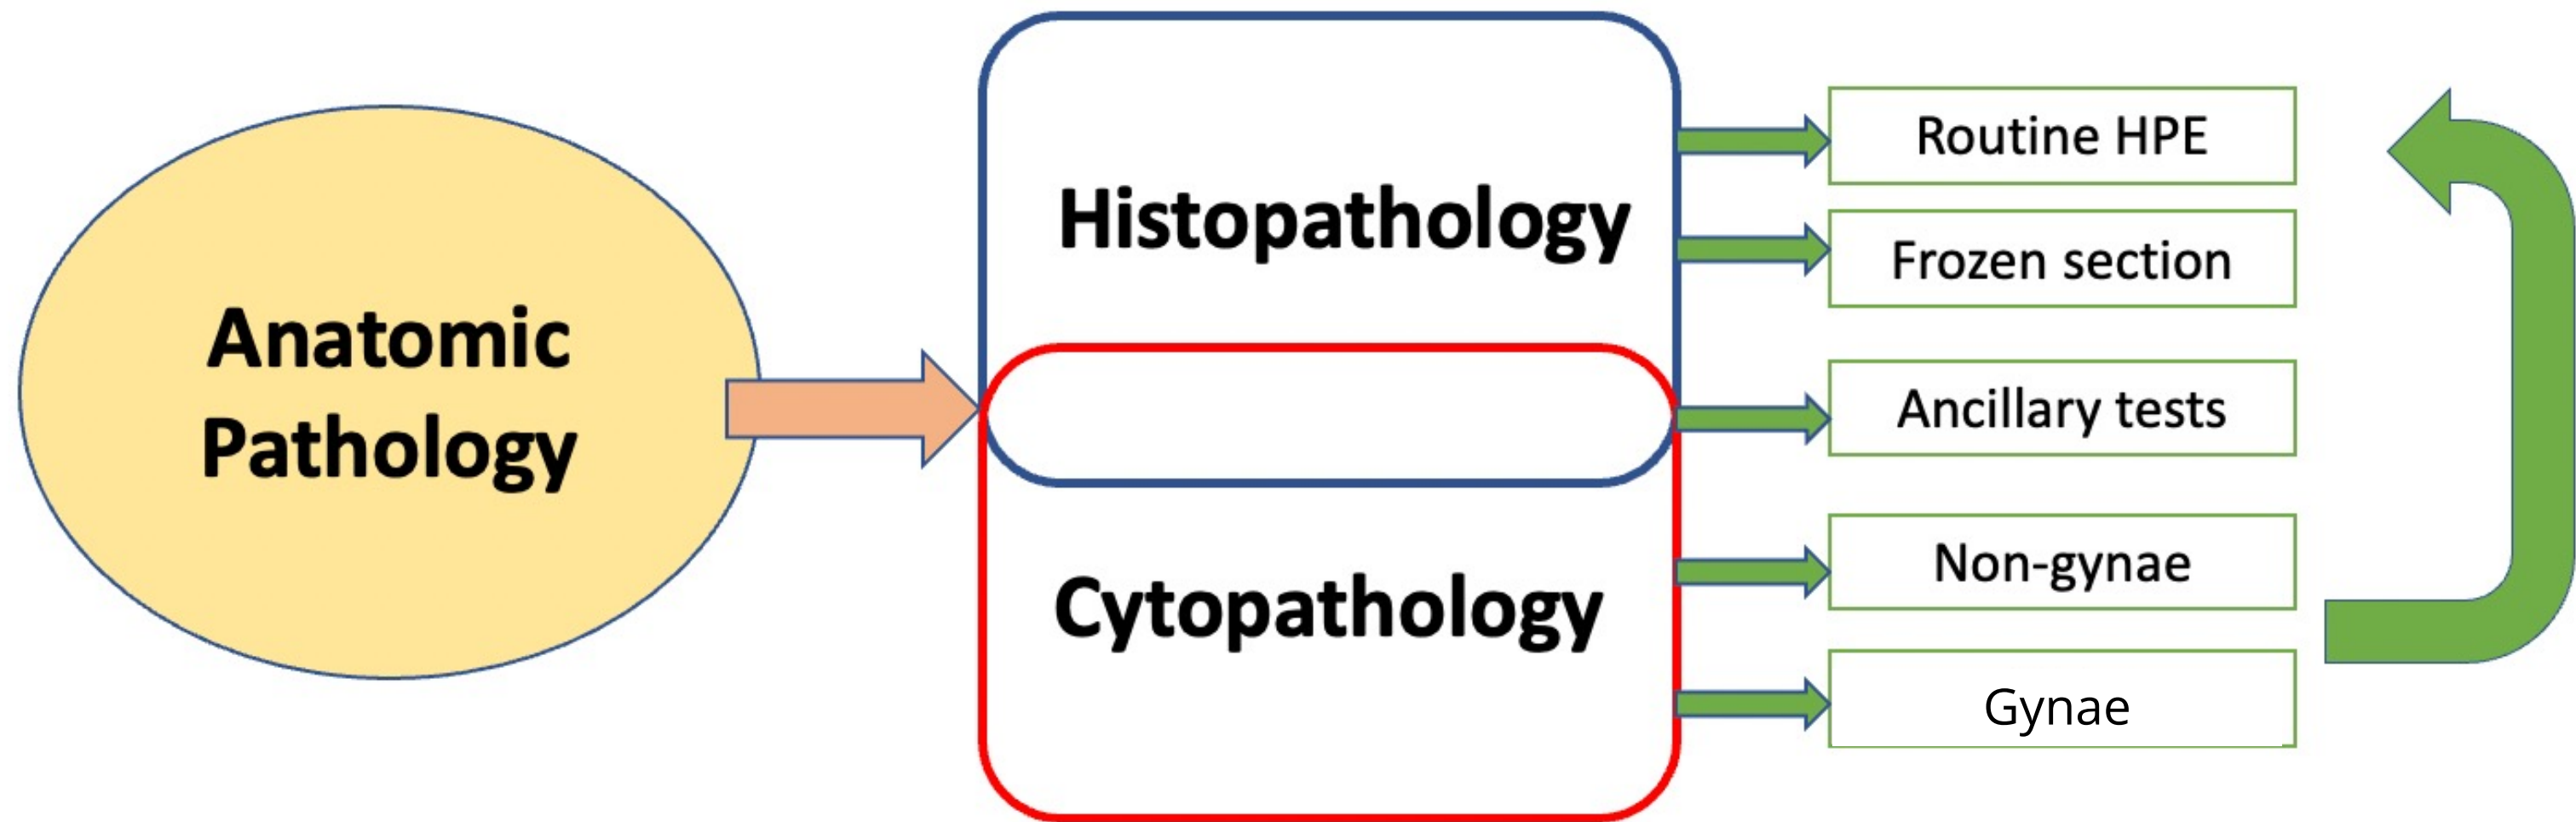 Anatomic
Pathology
Histopathology
Cytopathology
Routine HPE
Frozen section
Ancillary tests
Non-gynae
Gynae